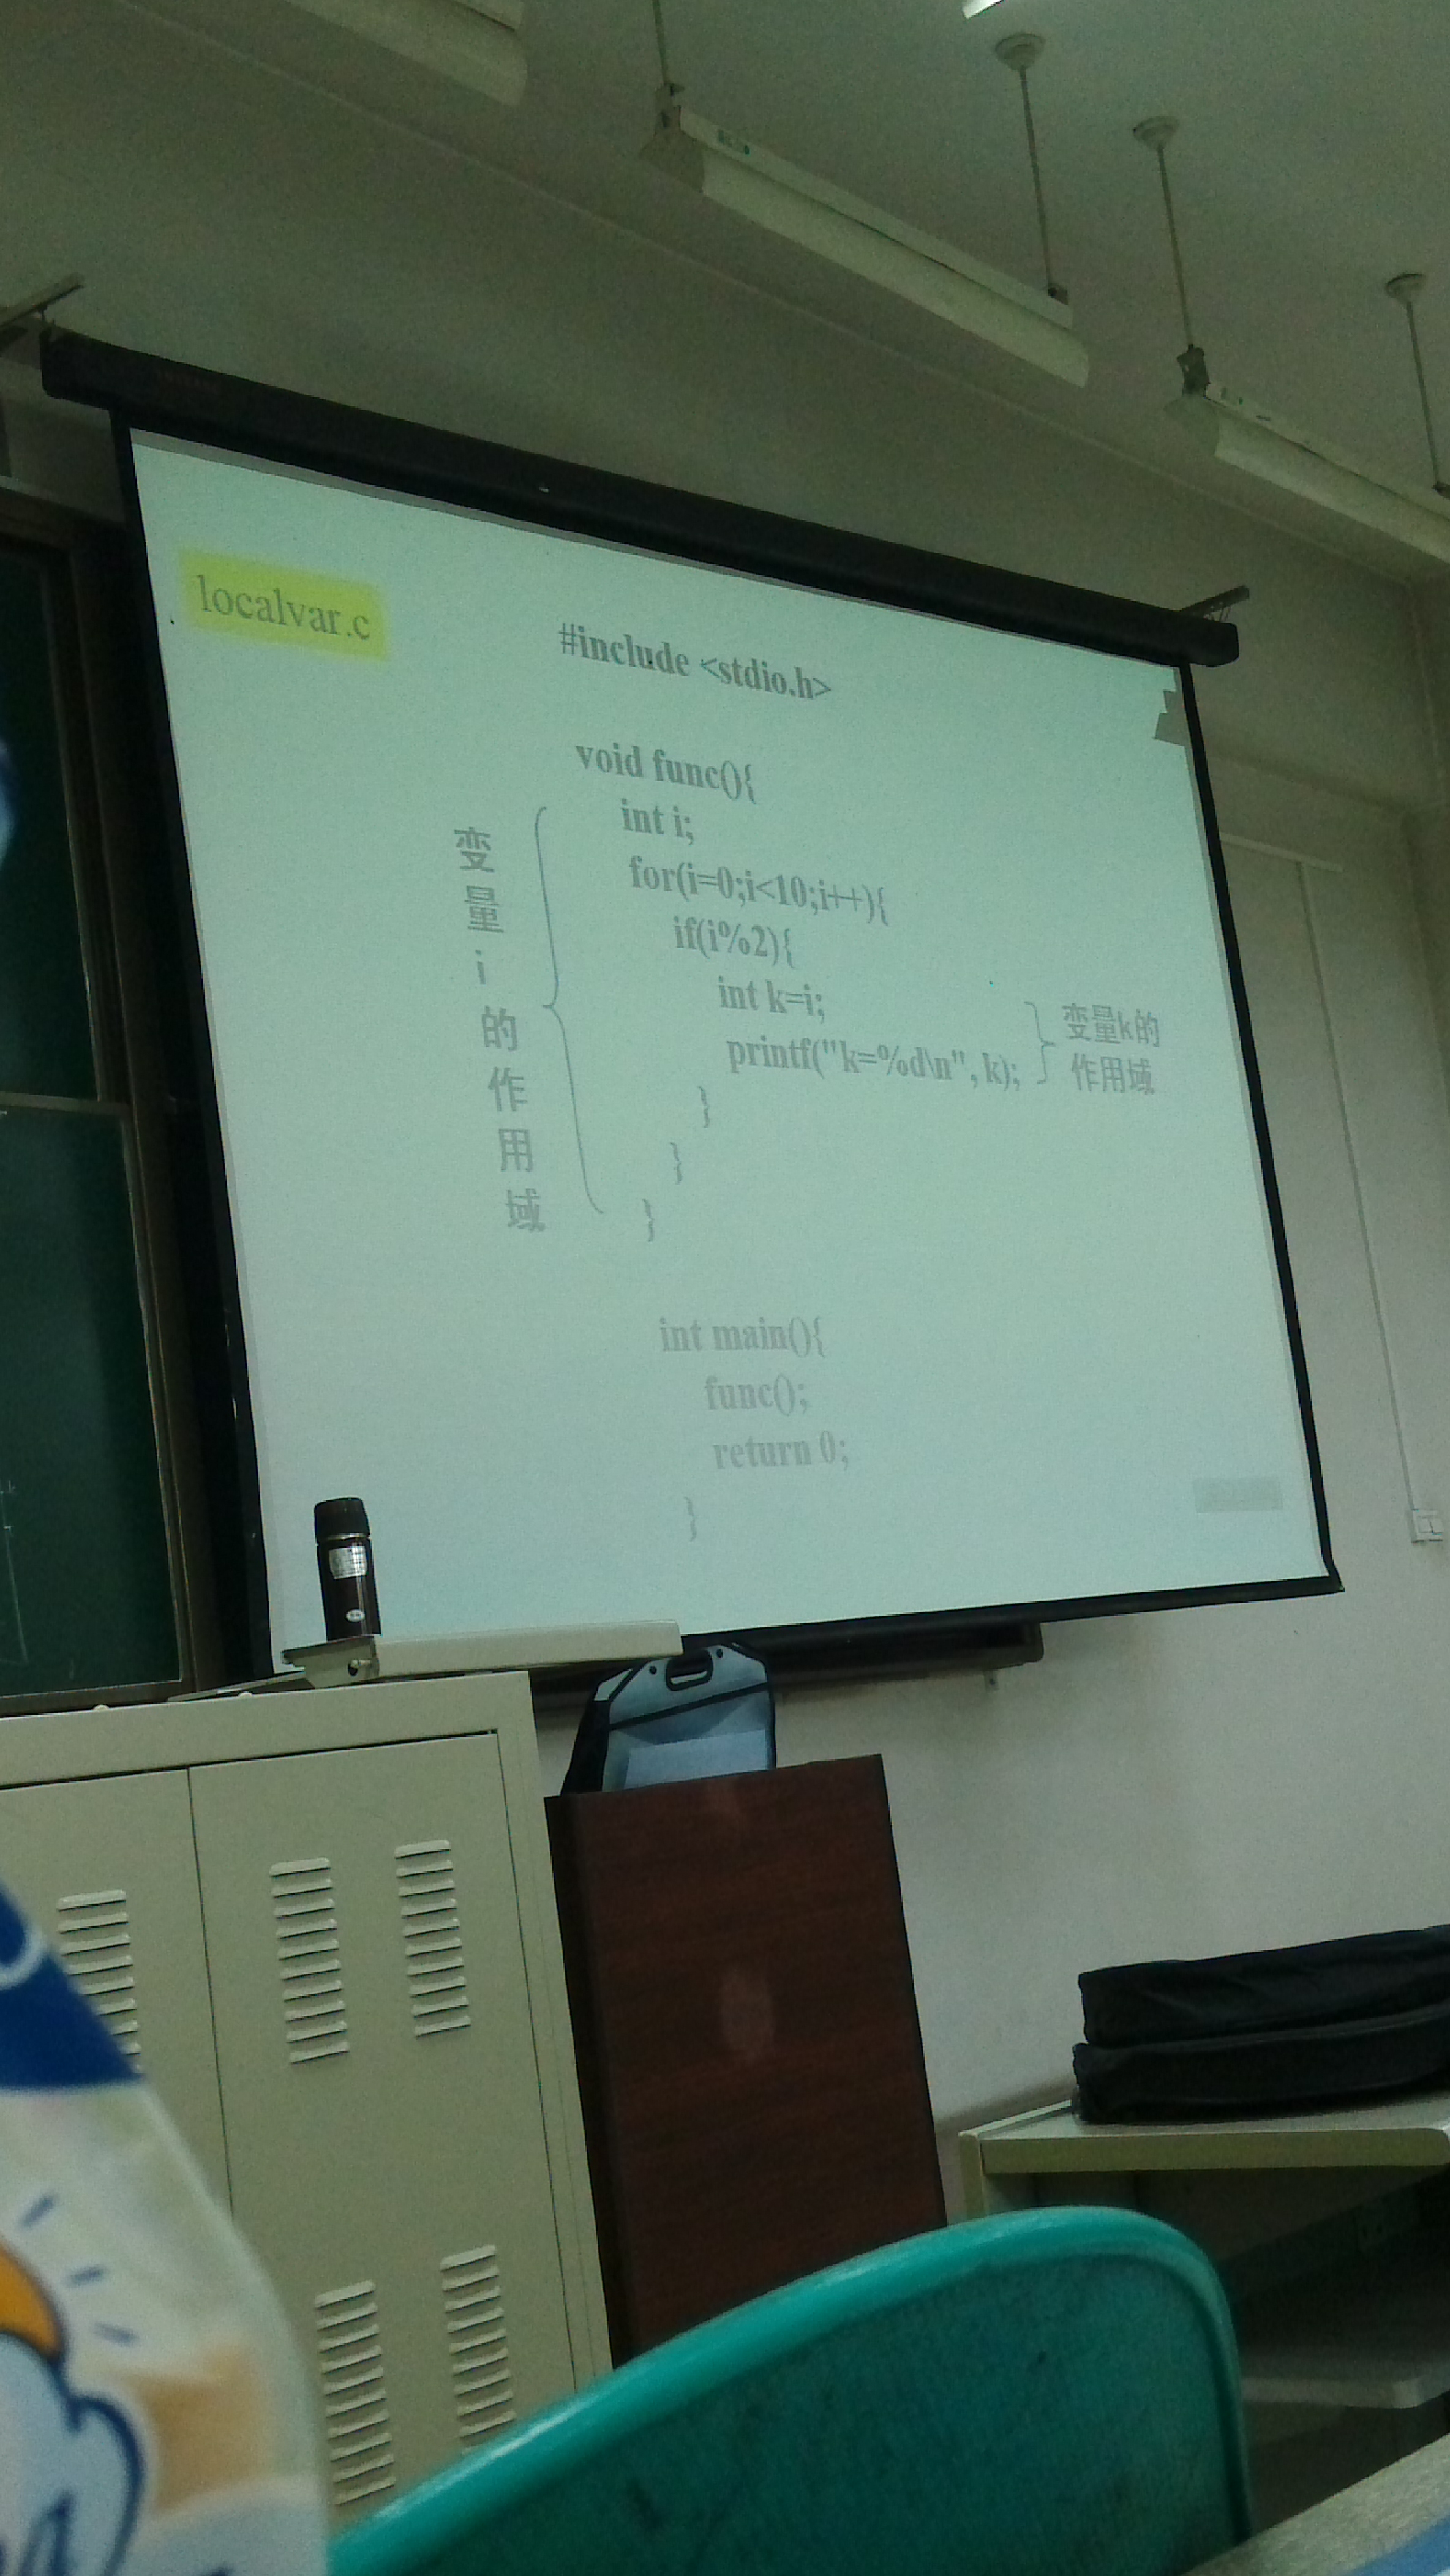 localvar.c
#include <stdio.h>
void func(){
int i;
for(i=0;i<10;i++){
if(i%2){
int k=i;
printf("k=%d\n", k);
}
}
}
变量i的作用域
变量k的
作用域
int main(){
func();
return 0;
}